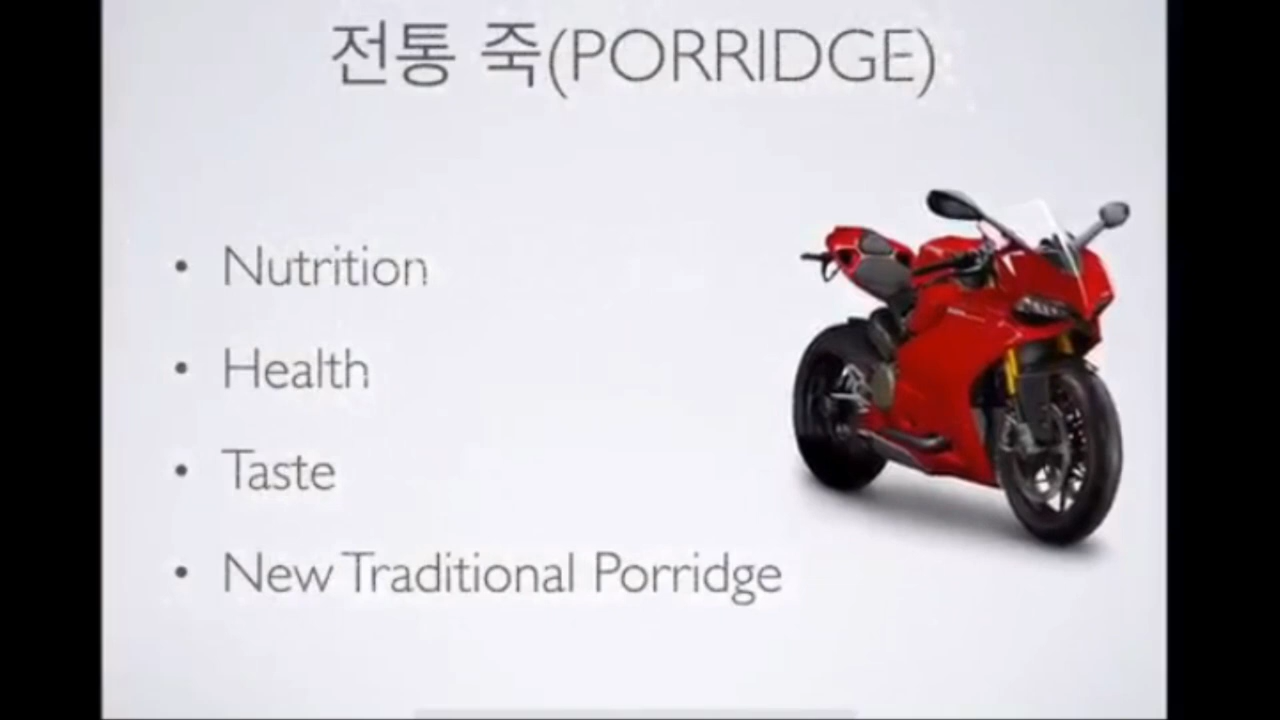 전통 죽(PORRIDGE)
• Nutrition
• Health
• Taste
• New Traditional Porridge